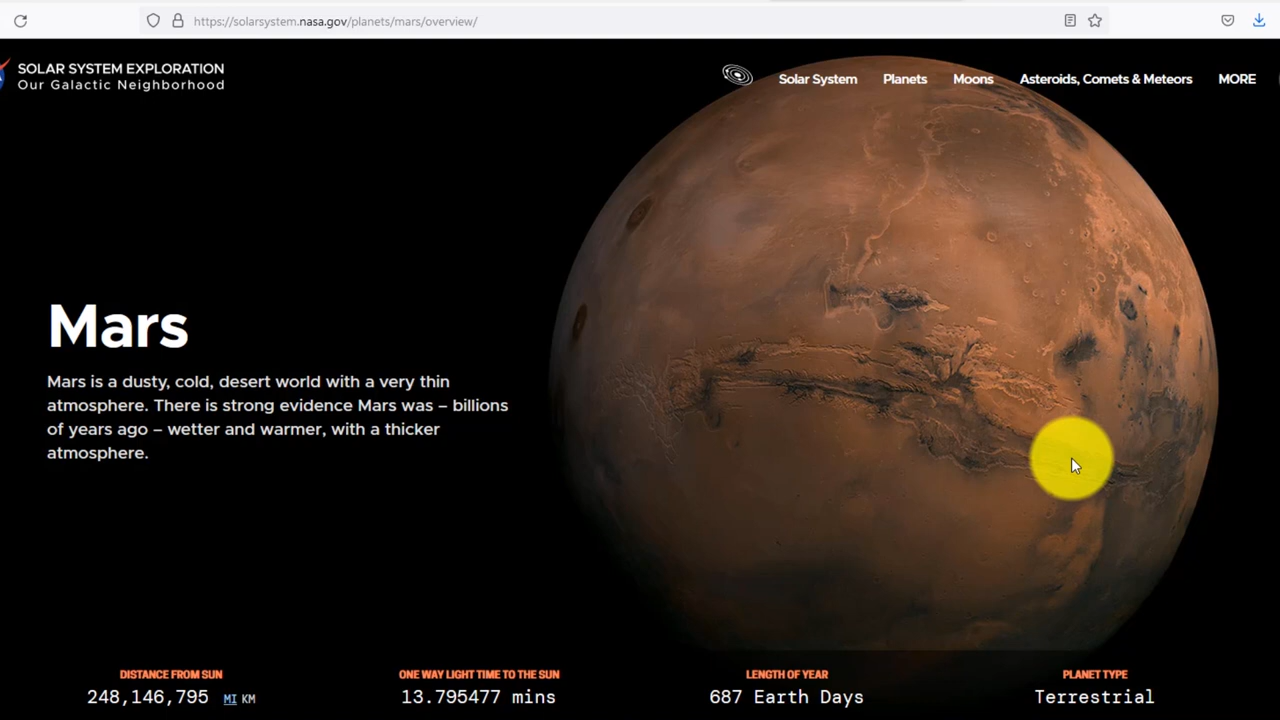 https://solarsystem.nasa.gov/planets/mars/overview/
SOLAR SYSTEM EXPLORATION
Our Galactic Neighborhood
Solar System Planets Moons Asteroids, Comets & Meteors MORE
Mars
Mars is a dusty, cold, desert world with a very thin
atmosphere. There is strong evidence Mars was – billions
of years ago – wetter and warmer, with a thicker
atmosphere.
DISTANCE FROM SUN
248,146,795 MI KM
ONE WAY LIGHT TIME TO THE SUN
13.795477 mins
LENGTH OF YEAR
687 Earth Days
PLANET TYPE
Terrestrial